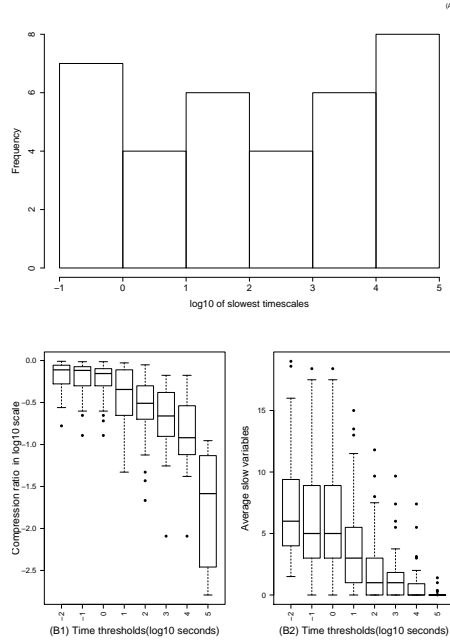 (A
8
6
4
2
0
Frequency
−1 0 1 2 3 4 5
log10 of slowest timescales
0.0
−0.5
−1.0
−1.5
−2.0
−2.5
Compression ratio in log10 scale
−2 −1 0 1 2 3 4 5
(B1) Time thresholds(log10 seconds)
15
10
5
0
Average slow variables
−2 −1 0 1 2 3 4 5
(B2) Time thresholds(log10 seconds)